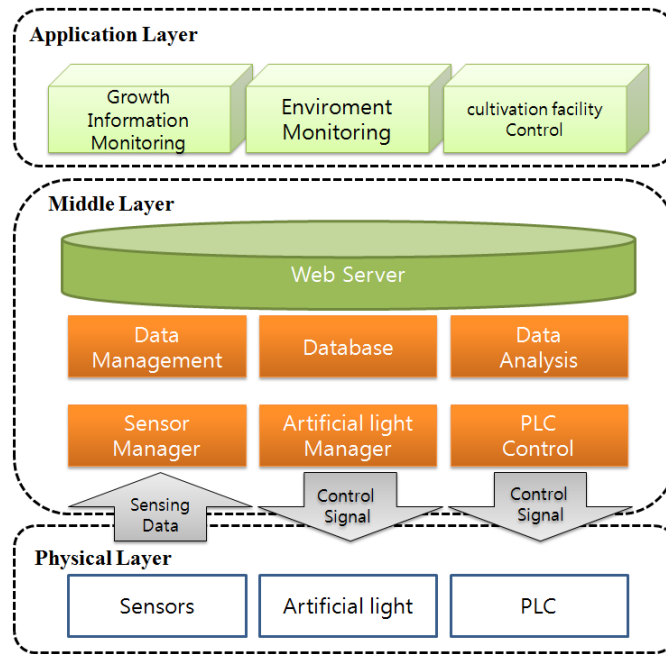 Application Layer
Growth
Information
Monitoring
Enviroment
Monitoring
cultivation facility
Control
Middle Layer
Web Server
Data
Management
Database
Data
Analysis
Sensor
Manager
Artificial light
Manager
PLC
Control
Sensing
Data
Control
Signal
Control
Signal
Physical Layer
Sensors
Artificial light
PLC